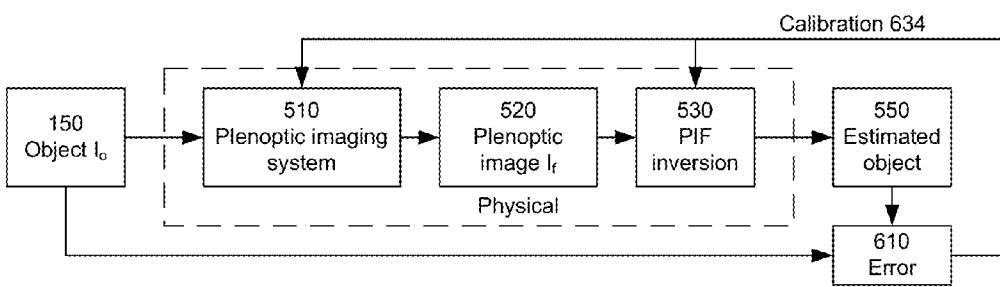 Calibration 634
150
Object Iₒ
510
Plenoptic imaging
system
520
Plenoptic
image I_f
530
PIF
inversion
550
Estimated
object
Physical
610
Error